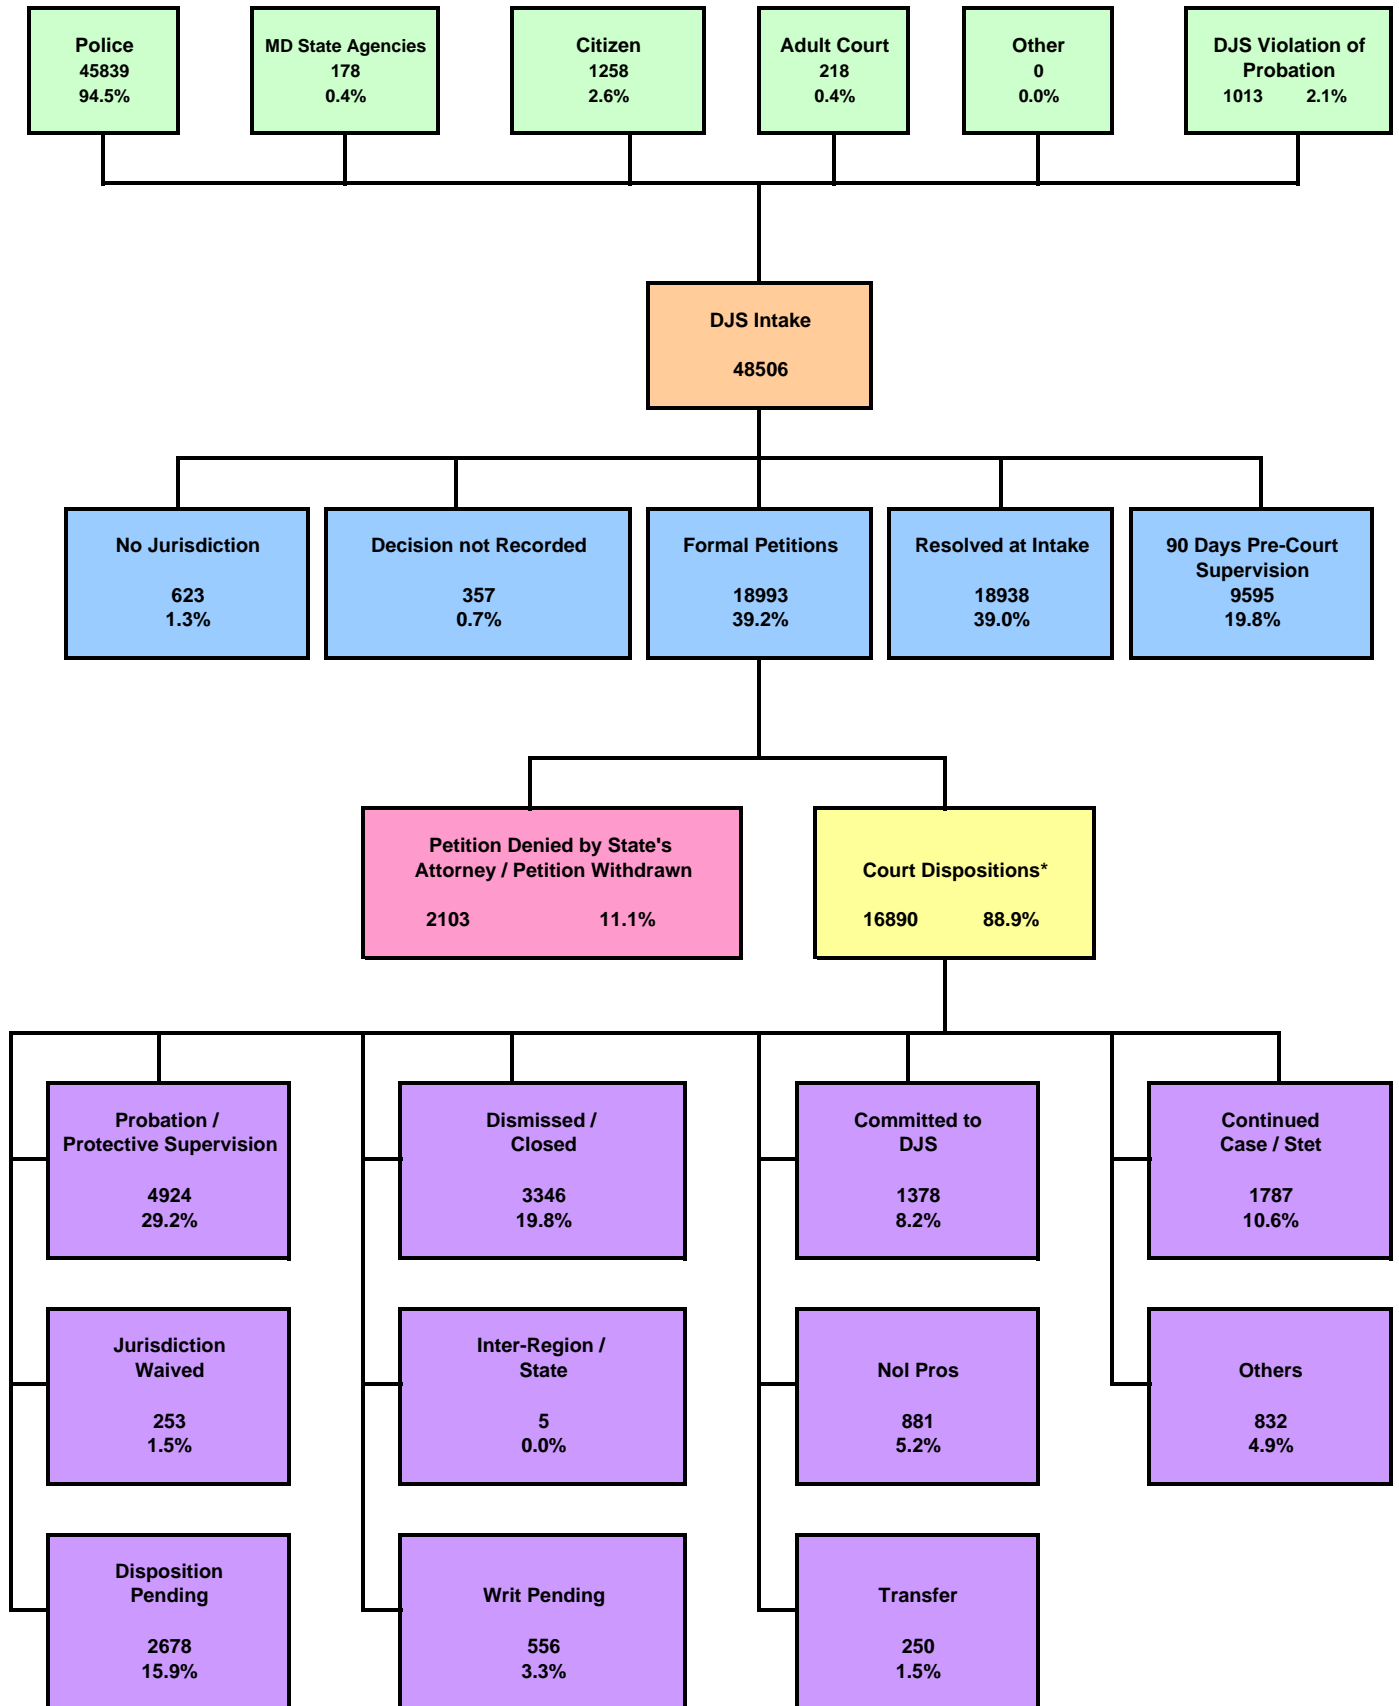 Police
45839
94.5%
MD State Agencies
178
0.4%
Citizen
1258
2.6%
Adult Court
218
0.4%
Other
0
0.0%
DJS Violation of
Probation
1013 2.1%
DJS Intake
48506
No Jurisdiction
623
1.3%
Decision not Recorded
357
0.7%
Formal Petitions
18993
39.2%
Resolved at Intake
18938
39.0%
90 Days Pre-Court
Supervision
9595
19.8%
Petition Denied by State's
Attorney / Petition Withdrawn
2103 11.1%
Court Dispositions*
16890 88.9%
Probation /
Protective Supervision
4924
29.2%
Dismissed /
Closed
3346
19.8%
Committed to
DJS
1378
8.2%
Continued
Case / Stet
1787
10.6%
Jurisdiction
Waived
253
1.5%
Inter-Region /
State
5
0.0%
Nol Pros
881
5.2%
Others
832
4.9%
Disposition
Pending
2678
15.9%
Writ Pending
556
3.3%
Transfer
250
1.5%